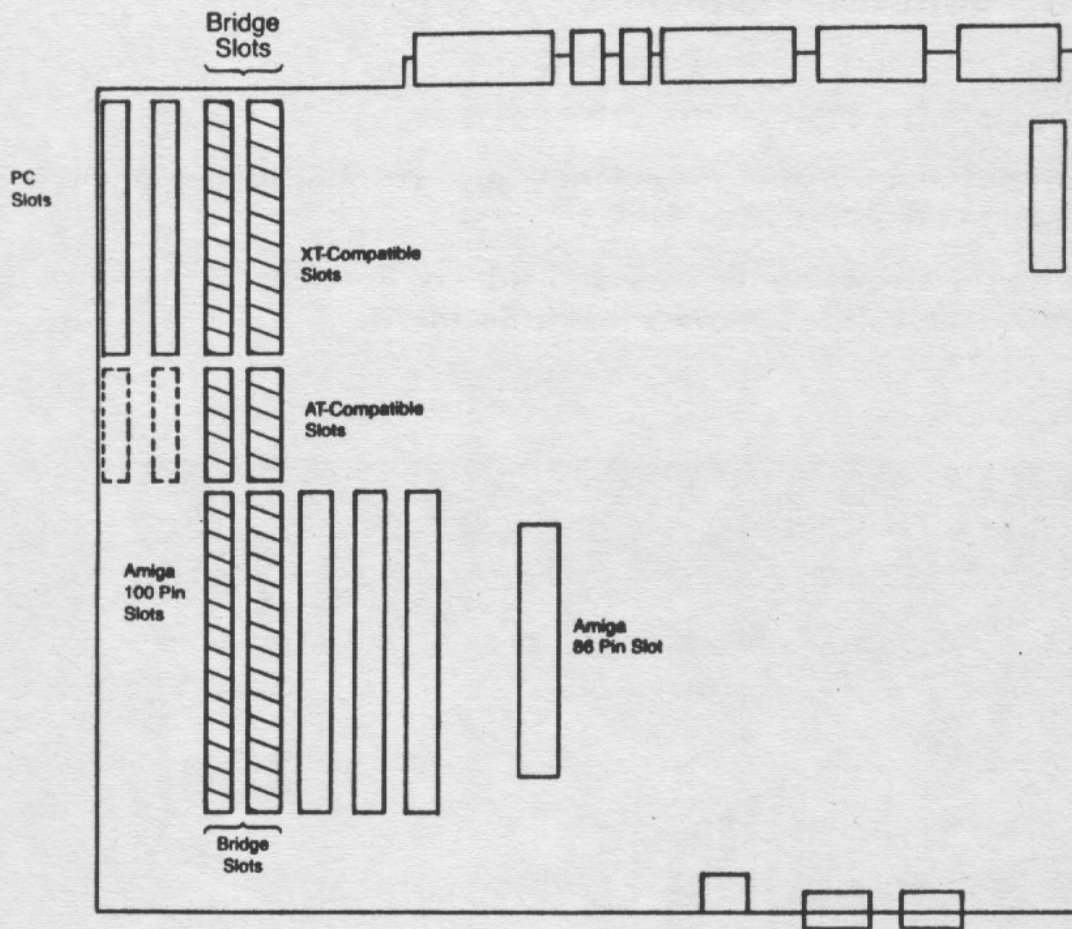 Bridge
Slots
PC
Slots
XT-Compatible
Slots
AT-Compatible
Slots
Amiga
100 Pin
Slots
Amiga
86 Pin Slot
Bridge
Slots